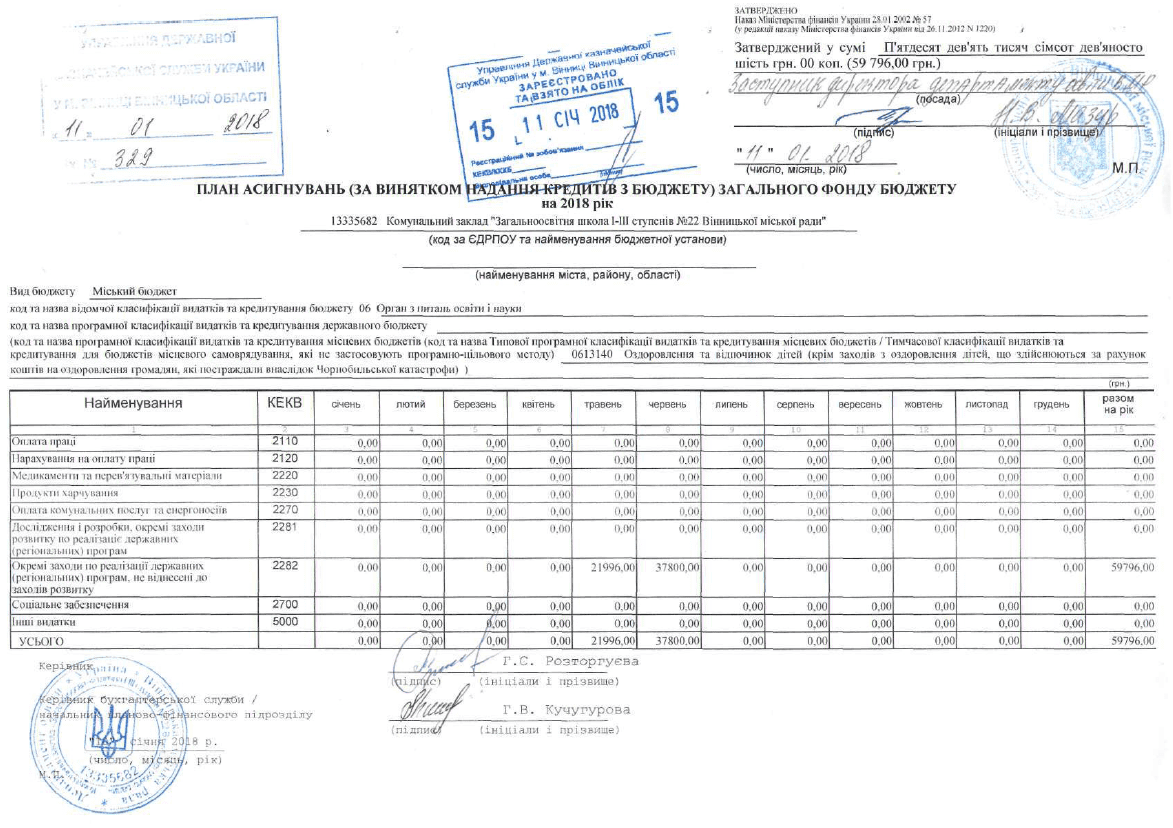 ЗАТВЕРДЖЕНО
Наказ Міністерства фінансів України 28.01.2002 № 57
(у редакції наказу Міністерства фінансів України від 26.11.2012 N 1220)
Затверджений у сумі П'ятдесят дев'ять тисяч сімсот дев'яносто
шість грн. 00 коп. (59 796,00 грн.)
Заступник директора департаменту
(посада)
Н.В. Мазур
(підпис) (ініціали і прізвище)
"11" 01. 2018
(число, місяць, рік)
М.П.
УПРАВЛІННЯ ДЕРЖАВНОЇ
КАЗНАЧЕЙСЬКОЇ СЛУЖБИ УКРАЇНИ
У М. ВІННИЦІ ВІННИЦЬКОЇ ОБЛАСТІ
"11" 01 2018
329
Управління Державної казначейської
служби України у м. Вінниці Вінницької області
ЗАРЕЄСТРОВАНО
ТА ВЗЯТО НА ОБЛІК
15 11 СІЧ 2018 15
Реєстраційний № зобов'язання
КЕКВ/КККБ
Відповідальна особа
ПЛАН АСИГНУВАНЬ (ЗА ВИНЯТКОМ НАДАННЯ КРЕДИТІВ З БЮДЖЕТУ) ЗАГАЛЬНОГО ФОНДУ БЮДЖЕТУ
на 2018 рік
13335682 Комунальний заклад "Загальноосвітня школа І-ІІІ ступенів №22 Вінницької міської ради"
(код за ЄДРПОУ та найменування бюджетної установи)
(найменування міста, району, області)
Вид бюджету Міський бюджет
код та назва відомчої класифікації видатків та кредитування бюджету 06 Орган з питань освіти і науки
код та назва програмної класифікації видатків та кредитування державного бюджету
(код та назва програмної класифікації видатків та кредитування місцевих бюджетів (код та назва Типової програмної класифікації видатків та кредитування місцевих бюджетів / Тимчасової класифікації видатків та
кредитування для бюджетів місцевого самоврядування, які не застосовують програмно-цільового методу) 0613140 Оздоровлення та відпочинок дітей (крім заходів з оздоровлення дітей, що здійснюються за рахунок
коштів на оздоровлення громадян, які постраждали внаслідок Чорнобильської катастрофи) )
(грн.)
Найменування КЕКВ січень лютий березень квітень травень червень липень серпень вересень жовтень листопад грудень разом на рік
1 2 3 4 5 6 7 8 9 10 11 12 13 14 15
Оплата праці 2110 0,00 0,00 0,00 0,00 0,00 0,00 0,00 0,00 0,00 0,00 0,00 0,00 0,00
Нарахування на оплату праці 2120 0,00 0,00 0,00 0,00 0,00 0,00 0,00 0,00 0,00 0,00 0,00 0,00 0,00
Медикаменти та перев'язувальні матеріали 2220 0,00 0,00 0,00 0,00 0,00 0,00 0,00 0,00 0,00 0,00 0,00 0,00 0,00
Продукти харчування 2230 0,00 0,00 0,00 0,00 0,00 0,00 0,00 0,00 0,00 0,00 0,00 0,00 0,00
Оплата комунальних послуг та енергоносіїв 2270 0,00 0,00 0,00 0,00 0,00 0,00 0,00 0,00 0,00 0,00 0,00 0,00 0,00
Дослідження і розробки, окремі заходи
розвитку по реалізації державних
(регіональних) програм 2281 0,00 0,00 0,00 0,00 0,00 0,00 0,00 0,00 0,00 0,00 0,00 0,00 0,00
Окремі заходи по реалізації державних
(регіональних) програм, не віднесені до
заходів розвитку 2282 0,00 0,00 0,00 0,00 21996,00 37800,00 0,00 0,00 0,00 0,00 0,00 0,00 59796,00
Соціальне забезпечення 2700 0,00 0,00 0,00 0,00 0,00 0,00 0,00 0,00 0,00 0,00 0,00 0,00 0,00
Інші видатки 5000 0,00 0,00 0,00 0,00 0,00 0,00 0,00 0,00 0,00 0,00 0,00 0,00 0,00
УСЬОГО 0,00 0,00 0,00 0,00 21996,00 37800,00 0,00 0,00 0,00 0,00 0,00 0,00 59796,00
Керівник Г.С. Розторгуєва
(підпис) (ініціали і прізвище)
Керівник бухгалтерської служби /
начальник планово-фінансового підрозділу Г.В. Кучугурова
(підпис) (ініціали і прізвище)
січня 2018 р.
(число, місяць, рік)
М.П.
13335682